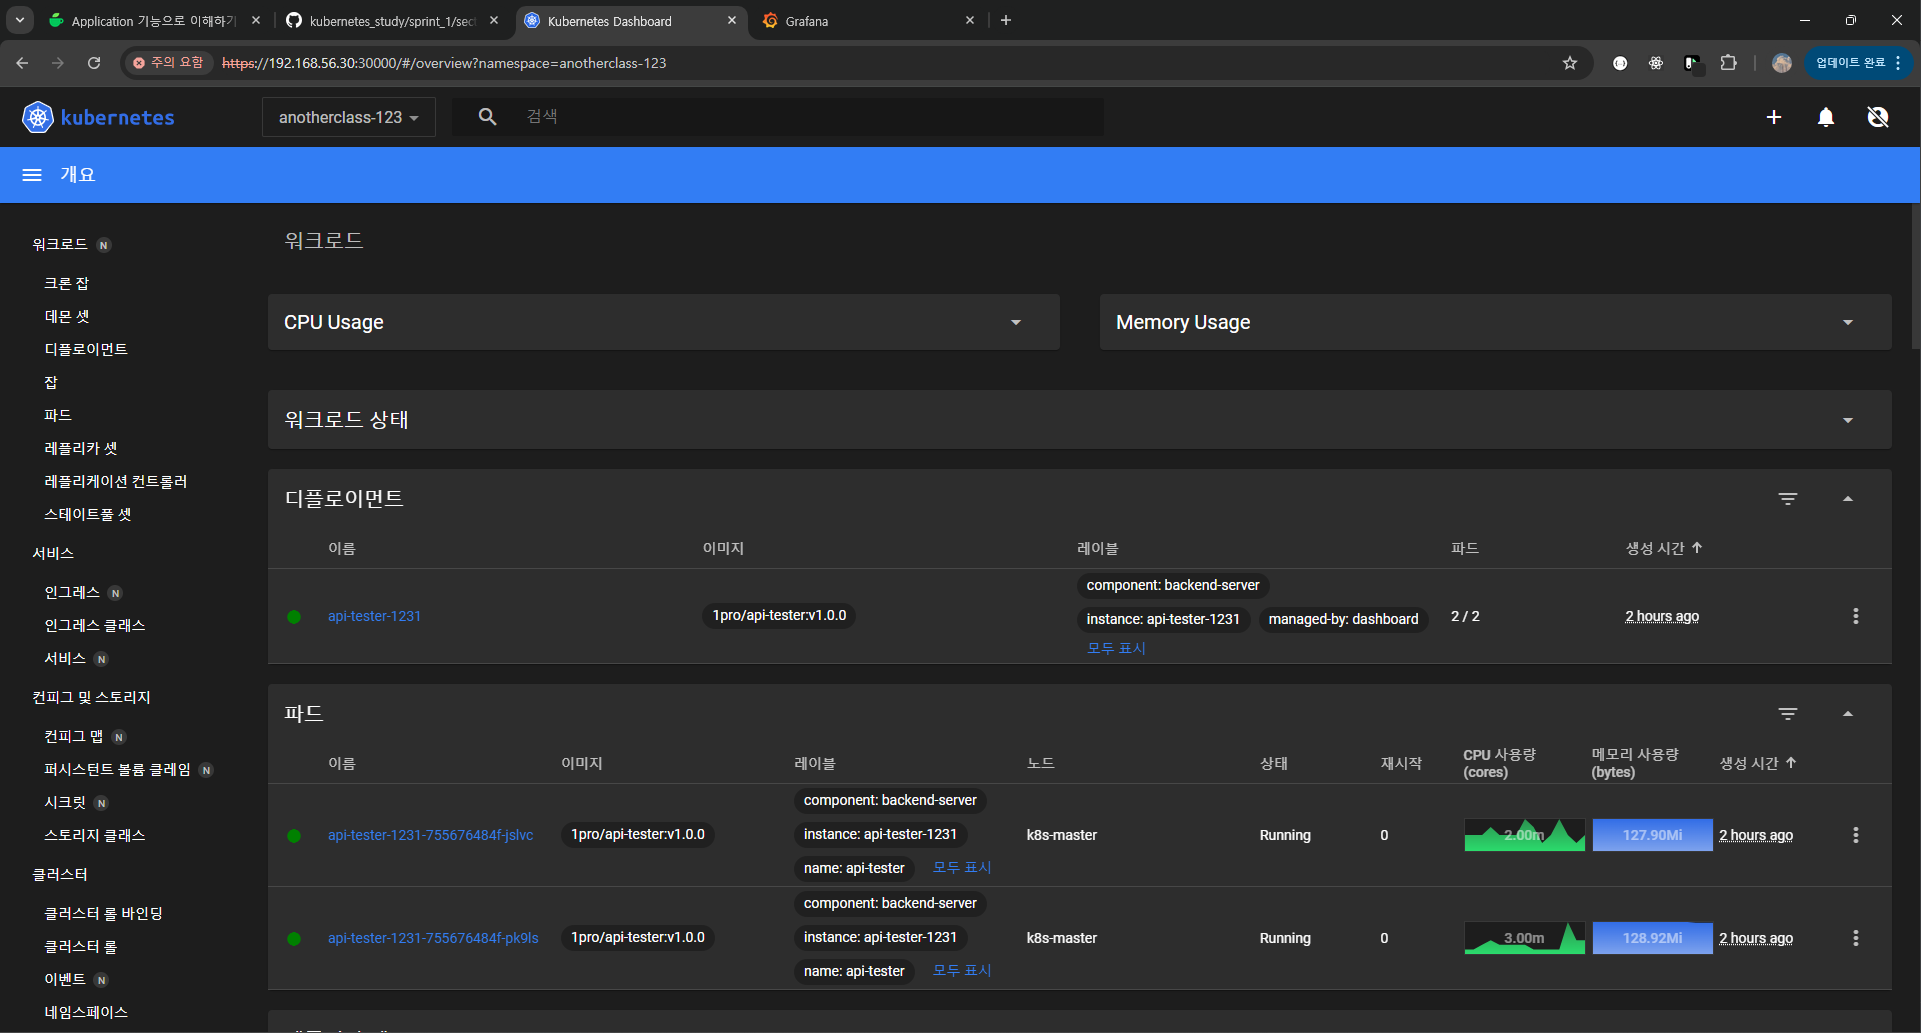 Application 기능으로 이해하기
kubernetes_study/sprint_1/sect
Kubernetes Dashboard
Grafana
주의 요함
https://192.168.56.30:30000/#/overview?namespace=anotherclass-123
업데이트 완료
kubernetes
anotherclass-123
검색
개요
워크로드 N
크론 잡
데몬 셋
디플로이먼트
잡
파드
레플리카 셋
레플리케이션 컨트롤러
스테이트풀 셋
서비스
인그레스 N
인그레스 클래스
서비스 N
컨피그 및 스토리지
컨피그 맵 N
퍼시스턴트 볼륨 클레임 N
시크릿 N
스토리지 클래스
클러스터
클러스터 롤 바인딩
클러스터 롤
이벤트 N
네임스페이스
워크로드
CPU Usage
Memory Usage
워크로드 상태
디플로이먼트
이름 이미지 레이블 파드 생성 시간
api-tester-1231 1pro/api-tester:v1.0.0 component: backend-server 2 / 2 2 hours ago
instance: api-tester-1231 managed-by: dashboard
모두 표시
파드
이름 이미지 레이블 노드 상태 재시작 CPU 사용량 (cores) 메모리 사용량 (bytes) 생성 시간
api-tester-1231-755676484f-jslvc 1pro/api-tester:v1.0.0 component: backend-server k8s-master Running 0 2.00m 127.90Mi 2 hours ago
instance: api-tester-1231
name: api-tester 모두 표시
api-tester-1231-755676484f-pk9ls 1pro/api-tester:v1.0.0 component: backend-server k8s-master Running 0 3.00m 128.92Mi 2 hours ago
instance: api-tester-1231
name: api-tester 모두 표시